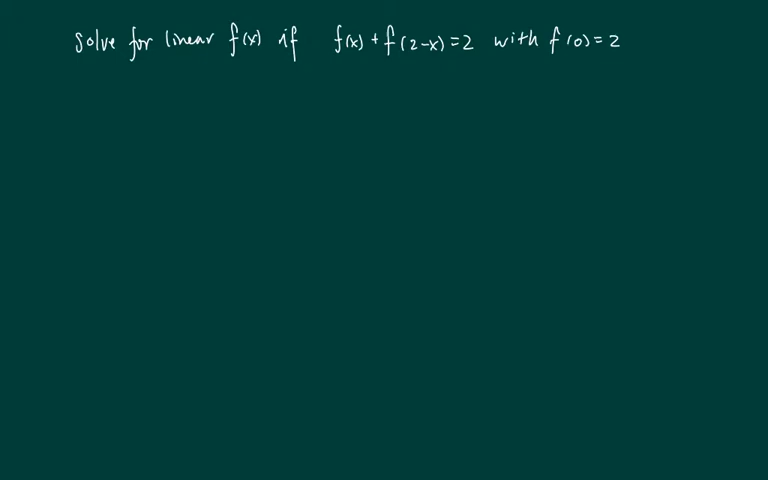 Solve for linear f(x) if f(x) + f(2-x) = 2 with f(0) = 2